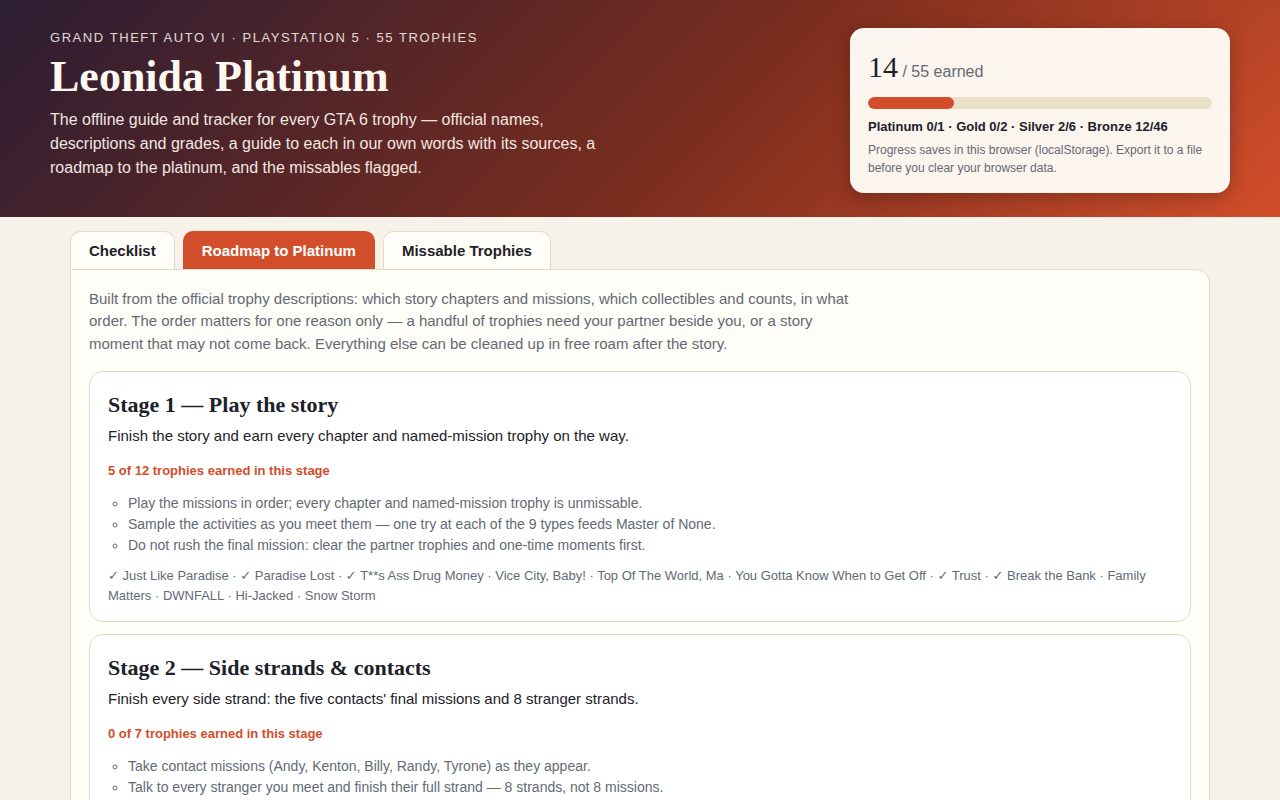 GRAND THEFT AUTO VI · PLAYSTATION 5 · 55 TROPHIES
Leonida Platinum
The offline guide and tracker for every GTA 6 trophy — official names,
descriptions and grades, a guide to each in our own words with its sources, a
roadmap to the platinum, and the missables flagged.
14 / 55 earned
Platinum 0/1 · Gold 0/2 · Silver 2/6 · Bronze 12/46
Progress saves in this browser (localStorage). Export it to a file
before you clear your browser data.
Checklist
Roadmap to Platinum
Missable Trophies
Built from the official trophy descriptions: which story chapters and missions, which collectibles and counts, in what
order. The order matters for one reason only — a handful of trophies need your partner beside you, or a story
moment that may not come back. Everything else can be cleaned up in free roam after the story.
Stage 1 — Play the story
Finish the story and earn every chapter and named-mission trophy on the way.
5 of 12 trophies earned in this stage
Play the missions in order; every chapter and named-mission trophy is unmissable.
Sample the activities as you meet them — one try at each of the 9 types feeds Master of None.
Do not rush the final mission: clear the partner trophies and one-time moments first.
✓ Just Like Paradise · ✓ Paradise Lost · ✓ T**s Ass Drug Money · Vice City, Baby! · Top Of The World, Ma · You Gotta Know When to Get Off · ✓ Trust · ✓ Break the Bank · Family
Matters · DWNFALL · Hi-Jacked · Snow Storm
Stage 2 — Side strands & contacts
Finish every side strand: the five contacts' final missions and 8 stranger strands.
0 of 7 trophies earned in this stage
Take contact missions (Andy, Kenton, Billy, Randy, Tyrone) as they appear.
Talk to every stranger you meet and finish their full strand — 8 strands, not 8 missions.